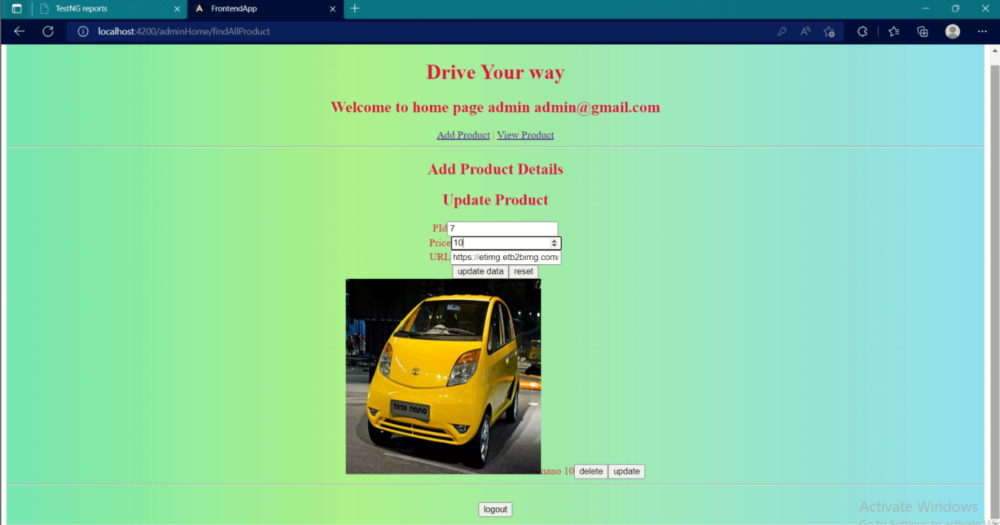 TestNG reports
FrontendApp
localhost:4200/adminHome/findAllProduct
Drive Your way
Welcome to home page admin admin@gmail.com
Add Product | View Product
Add Product Details
Update Product
PId 7
Price 10
URL https://etimg.etb2bimg.com/
update data reset
TATA nano
nano 10 delete update
logout
Activate Windows
Go to Settings to activate